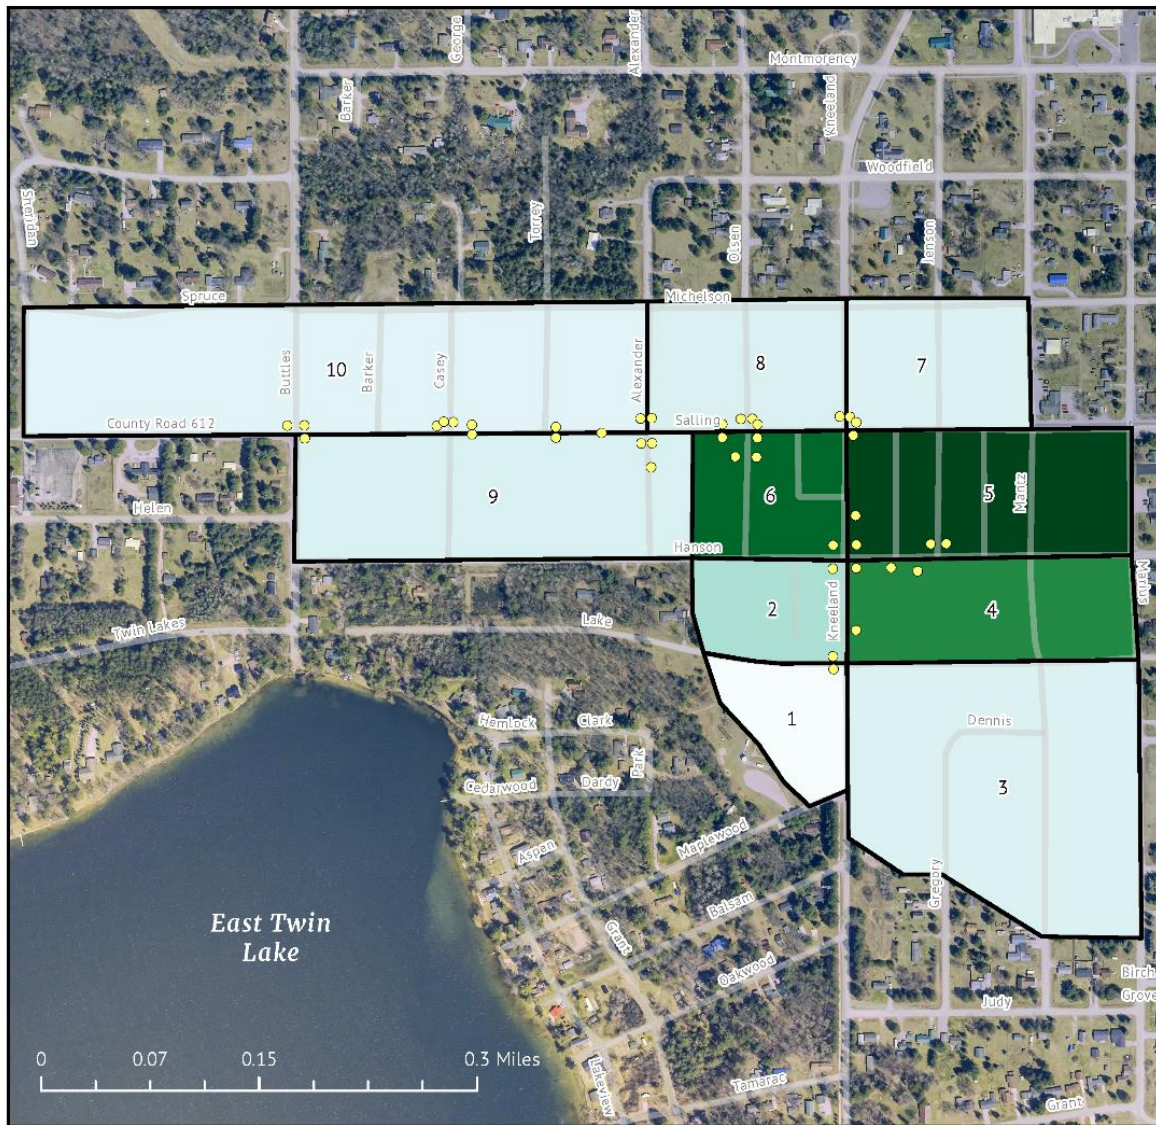 George
Alexander
Montmorency
Barker
Kneeland
Woodfield
Sheridan
Torrey
Olsen
Jenson
Spruce
Michelson
10
8
7
Buttles
Barker
Casey
Alexander
County Road 612
Salling
9
6
5
Mantz
Helen
Hanson
Marius
2
Kneeland
4
Twin Lakes
Lake
1
Hemlock
Clark
Dennis
Park
Cedarwood
Dardy
3
Maplewood
Aspen
Gregory
Balsam
East Twin
Lake
Grant
Oakwood
Birch
Grove
Judy
0
0.07
0.15
0.3 Miles
Lakeview
Tamarac
Grant